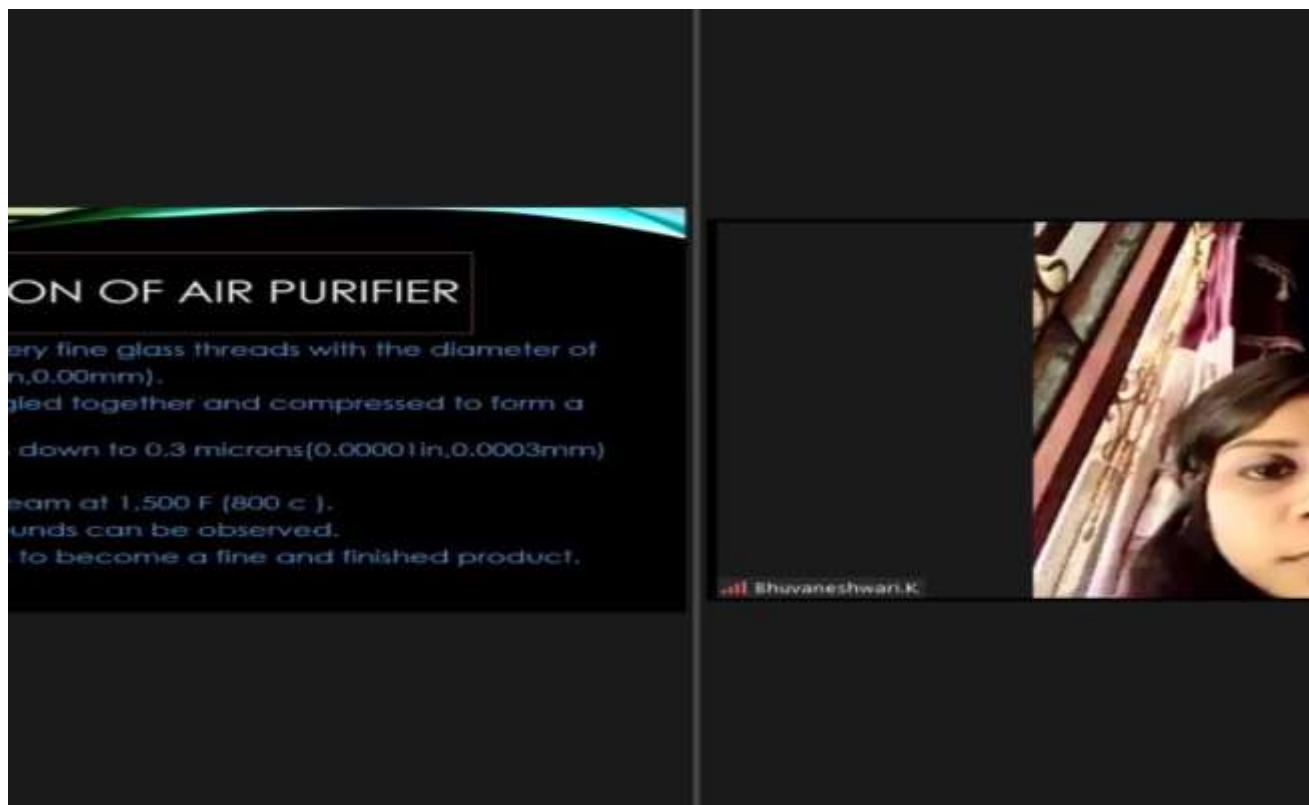 ON OF AIR PURIFIER
ery fine glass threads with the diameter of
n,0.00mm).
gled together and compressed to form a
down to 0.3 microns(0.00001in,0.0003mm)
eam at 1,500 F (800 c ).
unds can be observed.
to become a fine and finished product.
Bhuvaneshwari.K